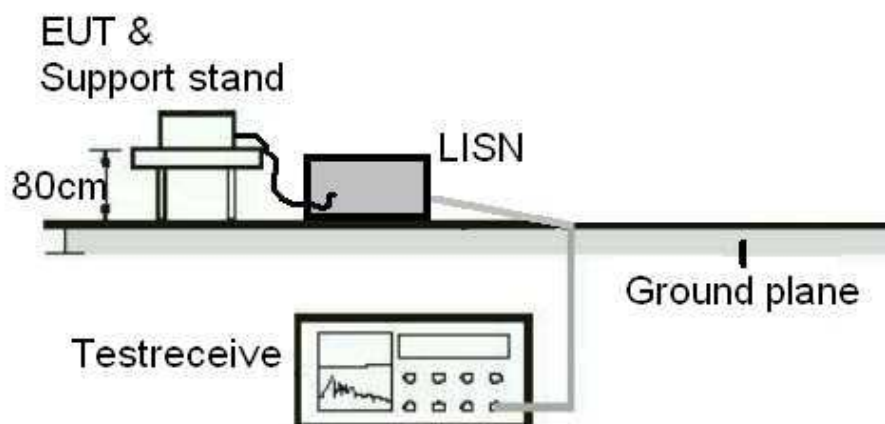 EUT &
Support stand
LISN
80cm
Ground plane
Testreceive